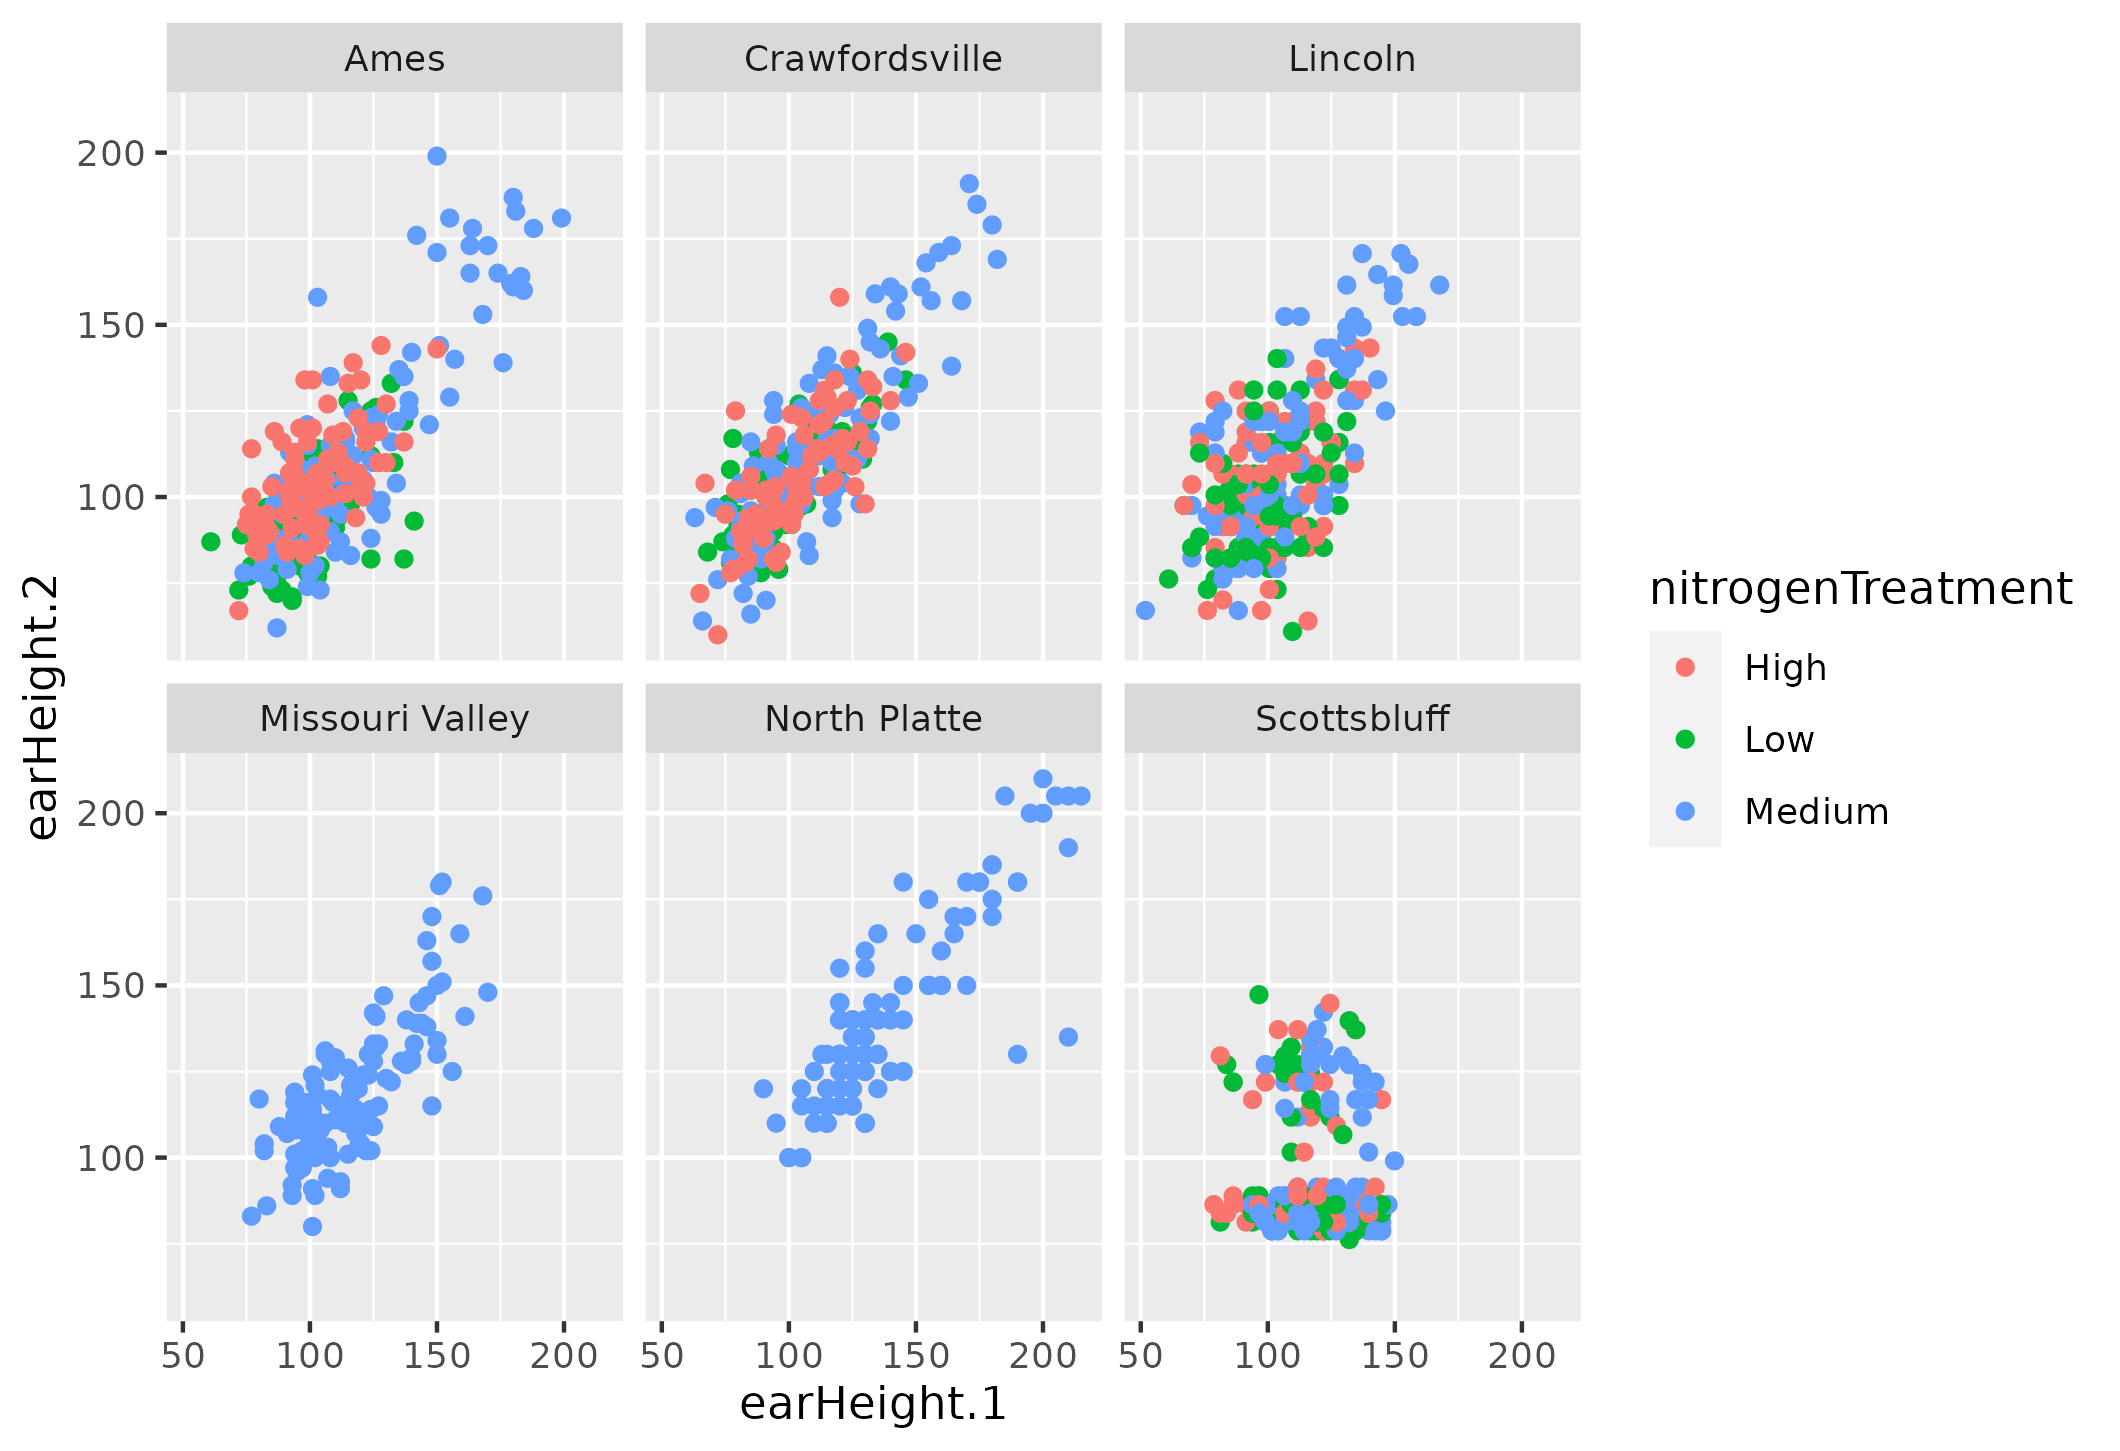 Ames
Crawfordsville
Lincoln
200
150
100
Missouri Valley
North Platte
Scottsbluff
200
150
100
50 100 150 200
50 100 150 200
50 100 150 200
earHeight.1
earHeight.2
nitrogenTreatment
High
Low
Medium